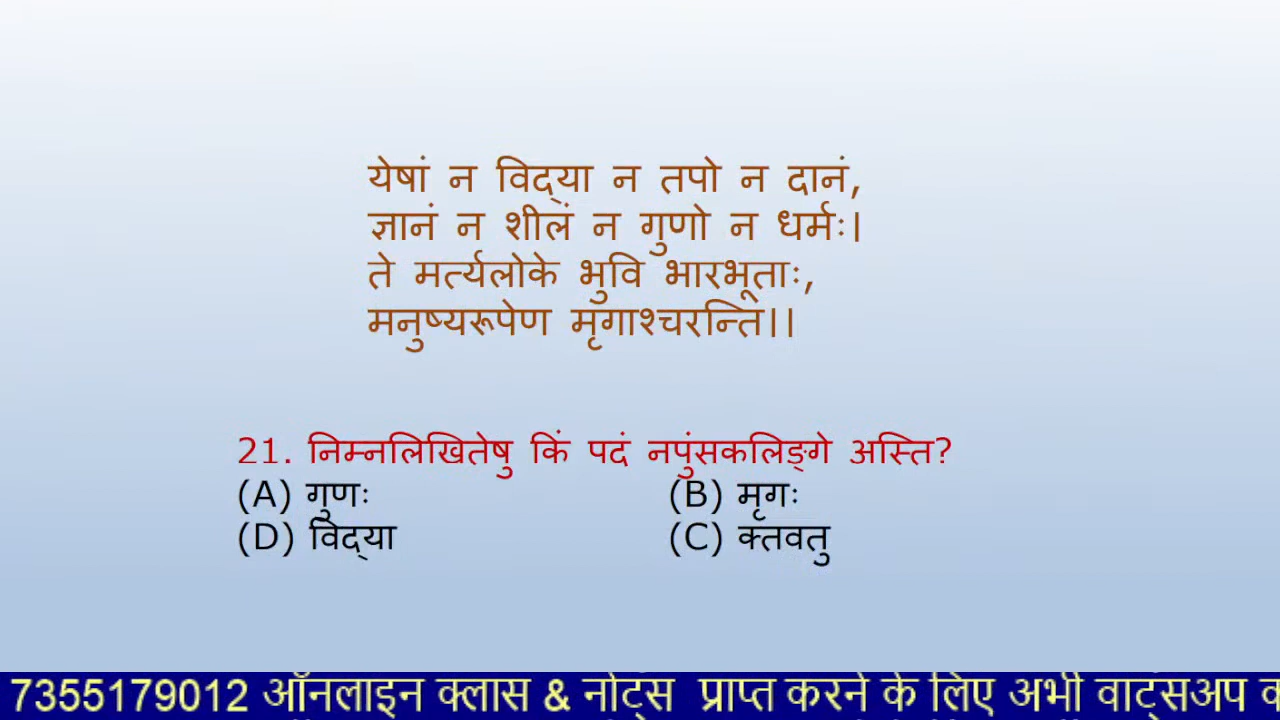 येषां न विद्‌या न तपो न दानं,
ज्ञानं न शीलं न गुणो न धर्मः।
ते मर्त्यलोके भुवि भारभूताः,
मनुष्यरूपेण मृगाश्चरन्ति।।
21. निम्नलिखितेषु किं पदं नपुंसकलिङ्गे अस्ति?
(A) गुणः (B) मृगः
(D) विद्‌या (C) क्तवतु
7355179012 ऑनलाइन क्लास & नोट्स प्राप्त करने के लिए अभी वाट्सअप